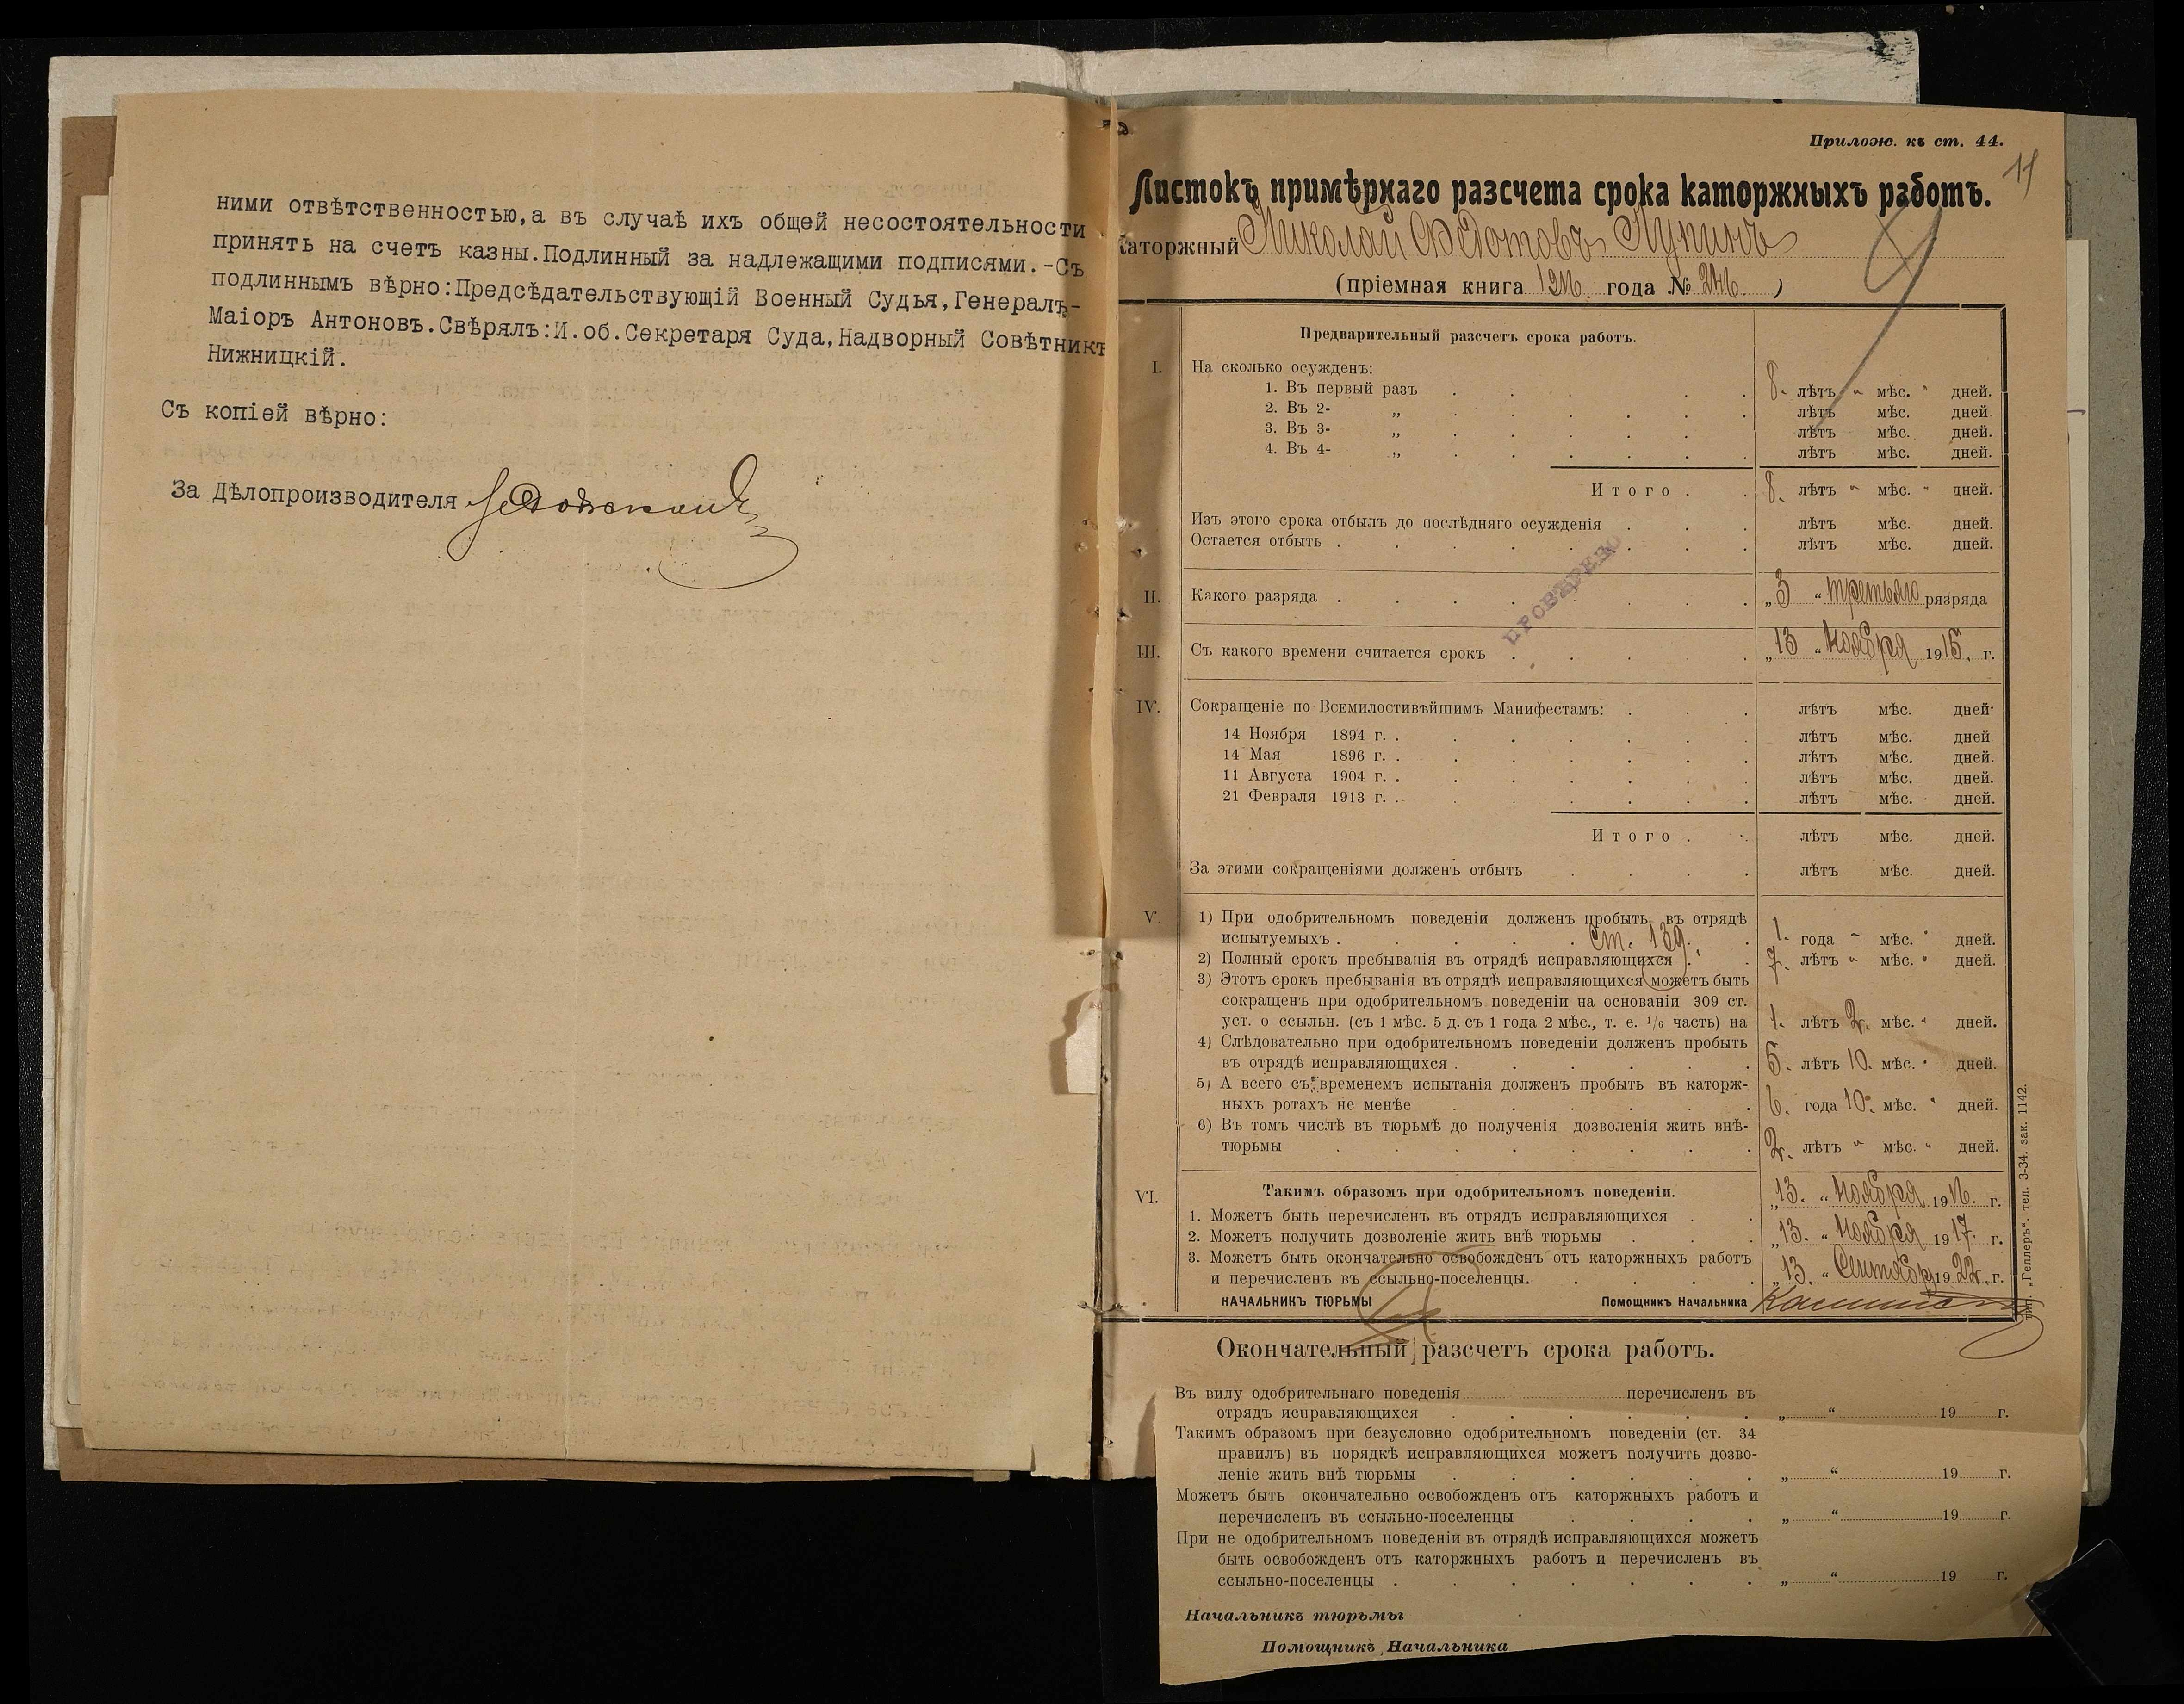 ними отвѣтственностью,а въ случаѣ ихъ общей несостоятельности
принять на счетъ казны.Подлинный за надлежащими подписями.-Съ
подлиннымъ вѣрно:Предсѣдательствующій Военный Судья,Генералъ-
Маіоръ Антоновъ.Свѣрялъ:И.об.Секретаря Суда,Надворный Совѣтникъ
Нижницкій.
Съ копіей вѣрно:
За Дѣлопроизводителя
Прилож. къ ст. 44.
11
Листокъ примѣрнаго разсчета срока каторжныхъ работъ.
Каторжный Николай Ѳедотовъ Лупинъ
(пріемная книга 1916 года № 246)
Предварительный разсчетъ срока работъ.
I. На сколько осужденъ:
1. Въ первый разъ 8. лѣтъ " мѣс. " дней.
2. Въ 2- „ лѣтъ мѣс. дней.
3. Въ 3- „ лѣтъ мѣс. дней.
4. Въ 4- „ лѣтъ мѣс. дней.
Итого . 8. лѣтъ " мѣс. " дней.
Изъ этого срока отбылъ до послѣдняго осужденія лѣтъ мѣс. дней.
Остается отбыть . лѣтъ мѣс. дней.
ПРОВѢРЕНО
II. Какого разряда . „3 “ третьяго разряда
III. Съ какого времени считается срокъ „13 “ Ноября 1915. г.
IV. Сокращеніе по Всемилостивѣйшимъ Манифестамъ: лѣтъ мѣс. дней.
14 Ноября 1894 г. . лѣтъ мѣс. дней
14 Мая 1896 г. . лѣтъ мѣс. дней.
11 Августа 1904 г. . лѣтъ мѣс. дней.
21 Февраля 1913 г. . лѣтъ мѣс. дней.
Итого . лѣтъ мѣс. дней.
За этими сокращеніями долженъ отбыть лѣтъ мѣс. дней.
V. 1) При одобрительномъ поведеніи долженъ пробыть въ отрядѣ
испытуемыхъ . ст. 139. 1. года " мѣс. " дней.
2) Полный срокъ пребыванія въ отрядѣ исправляющихся . 7. лѣтъ " мѣс. " дней.
3) Этотъ срокъ пребыванія въ отрядѣ исправляющихся можетъ быть
сокращенъ при одобрительномъ поведеніи на основаніи 309 ст.
уст. о ссыльн. (съ 1 мѣс. 5 д. съ 1 года 2 мѣс., т. е. 1/6 часть) на 1. лѣтъ 2. мѣс. " дней.
4) Слѣдовательно при одобрительномъ поведеніи долженъ пробыть
въ отрядѣ исправляющихся . 5. лѣтъ 10. мѣс. " дней.
5) А всего съ временемъ испытанія долженъ пробыть въ каторж-
ныхъ ротахъ не менѣе 6. года 10. мѣс. " дней.
6) Въ томъ числѣ въ тюрьмѣ до полученія дозволенія жить внѣ-
тюрьмы 2. лѣтъ " мѣс. " дней.
VI. Такимъ образомъ при одобрительномъ поведеніи.
1. Можетъ быть перечисленъ въ отрядъ исправляющихся „13. “ Ноября 1916. г.
2. Можетъ получить дозволеніе жить внѣ тюрьмы „13. “ Ноября 1917. г.
3. Можетъ быть окончательно освобожденъ отъ каторжныхъ работъ
и перечисленъ въ ссыльно-поселенцы. „13. “ Сентября 1922. г.
НАЧАЛЬНИКЪ ТЮРЬМЫ Помощникъ Начальника
Тип. „Геллеръ“. тел. 3-34. зак. 1142.
Окончательный разсчетъ срока работъ.
Въ вилу одобрительнаго поведенія перечисленъ въ
отрядъ исправляющихся „ “ 19 г.
Такимъ образомъ при безусловно одобрительномъ поведеніи (ст. 34
правилъ) въ порядкѣ исправляющихся можетъ получить дозво-
леніе жить внѣ тюрьмы „ “ 19 г.
Можетъ быть окончательно освобожденъ отъ каторжныхъ работъ и
перечисленъ въ ссыльно-поселенцы „ “ 19 г.
При не одобрительномъ поведеніи въ отрядѣ исправляющихся можетъ
быть освобожденъ отъ каторжныхъ работъ и перечисленъ въ
ссыльно-поселенцы . „ “ 19 г.
Начальникъ тюрьмы
Помощникъ Начальника